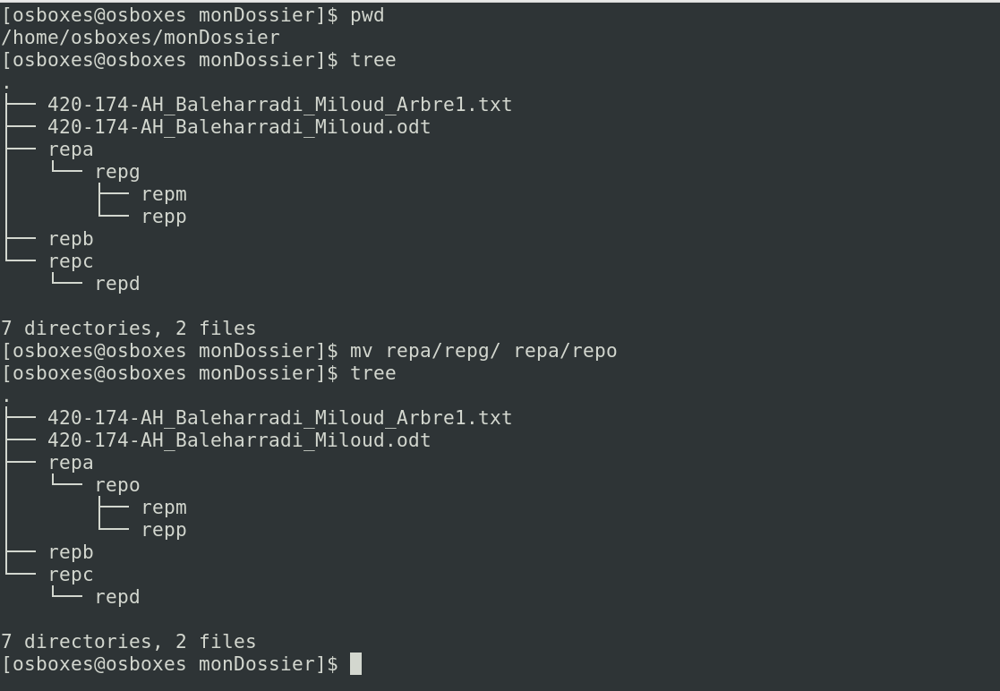 [osboxes@osboxes monDossier]$ pwd
/home/osboxes/monDossier
[osboxes@osboxes monDossier]$ tree
.
├── 420-174-AH_Baleharradi_Miloud_Arbre1.txt
├── 420-174-AH_Baleharradi_Miloud.odt
├── repa
│   └── repg
│       ├── repm
│       └── repp
├── repb
└── repc
    └── repd

7 directories, 2 files
[osboxes@osboxes monDossier]$ mv repa/repg/ repa/repo
[osboxes@osboxes monDossier]$ tree
.
├── 420-174-AH_Baleharradi_Miloud_Arbre1.txt
├── 420-174-AH_Baleharradi_Miloud.odt
├── repa
│   └── repo
│       ├── repm
│       └── repp
├── repb
└── repc
    └── repd

7 directories, 2 files
[osboxes@osboxes monDossier]$